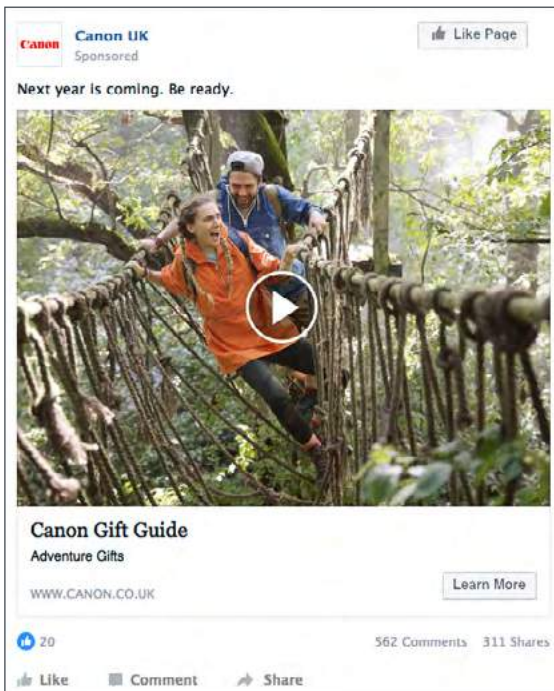 Canon
Canon UK
Sponsored
Like Page
Next year is coming. Be ready.
Canon Gift Guide
Adventure Gifts
WWW.CANON.CO.UK
Learn More
20
562 Comments 311 Shares
Like Comment Share